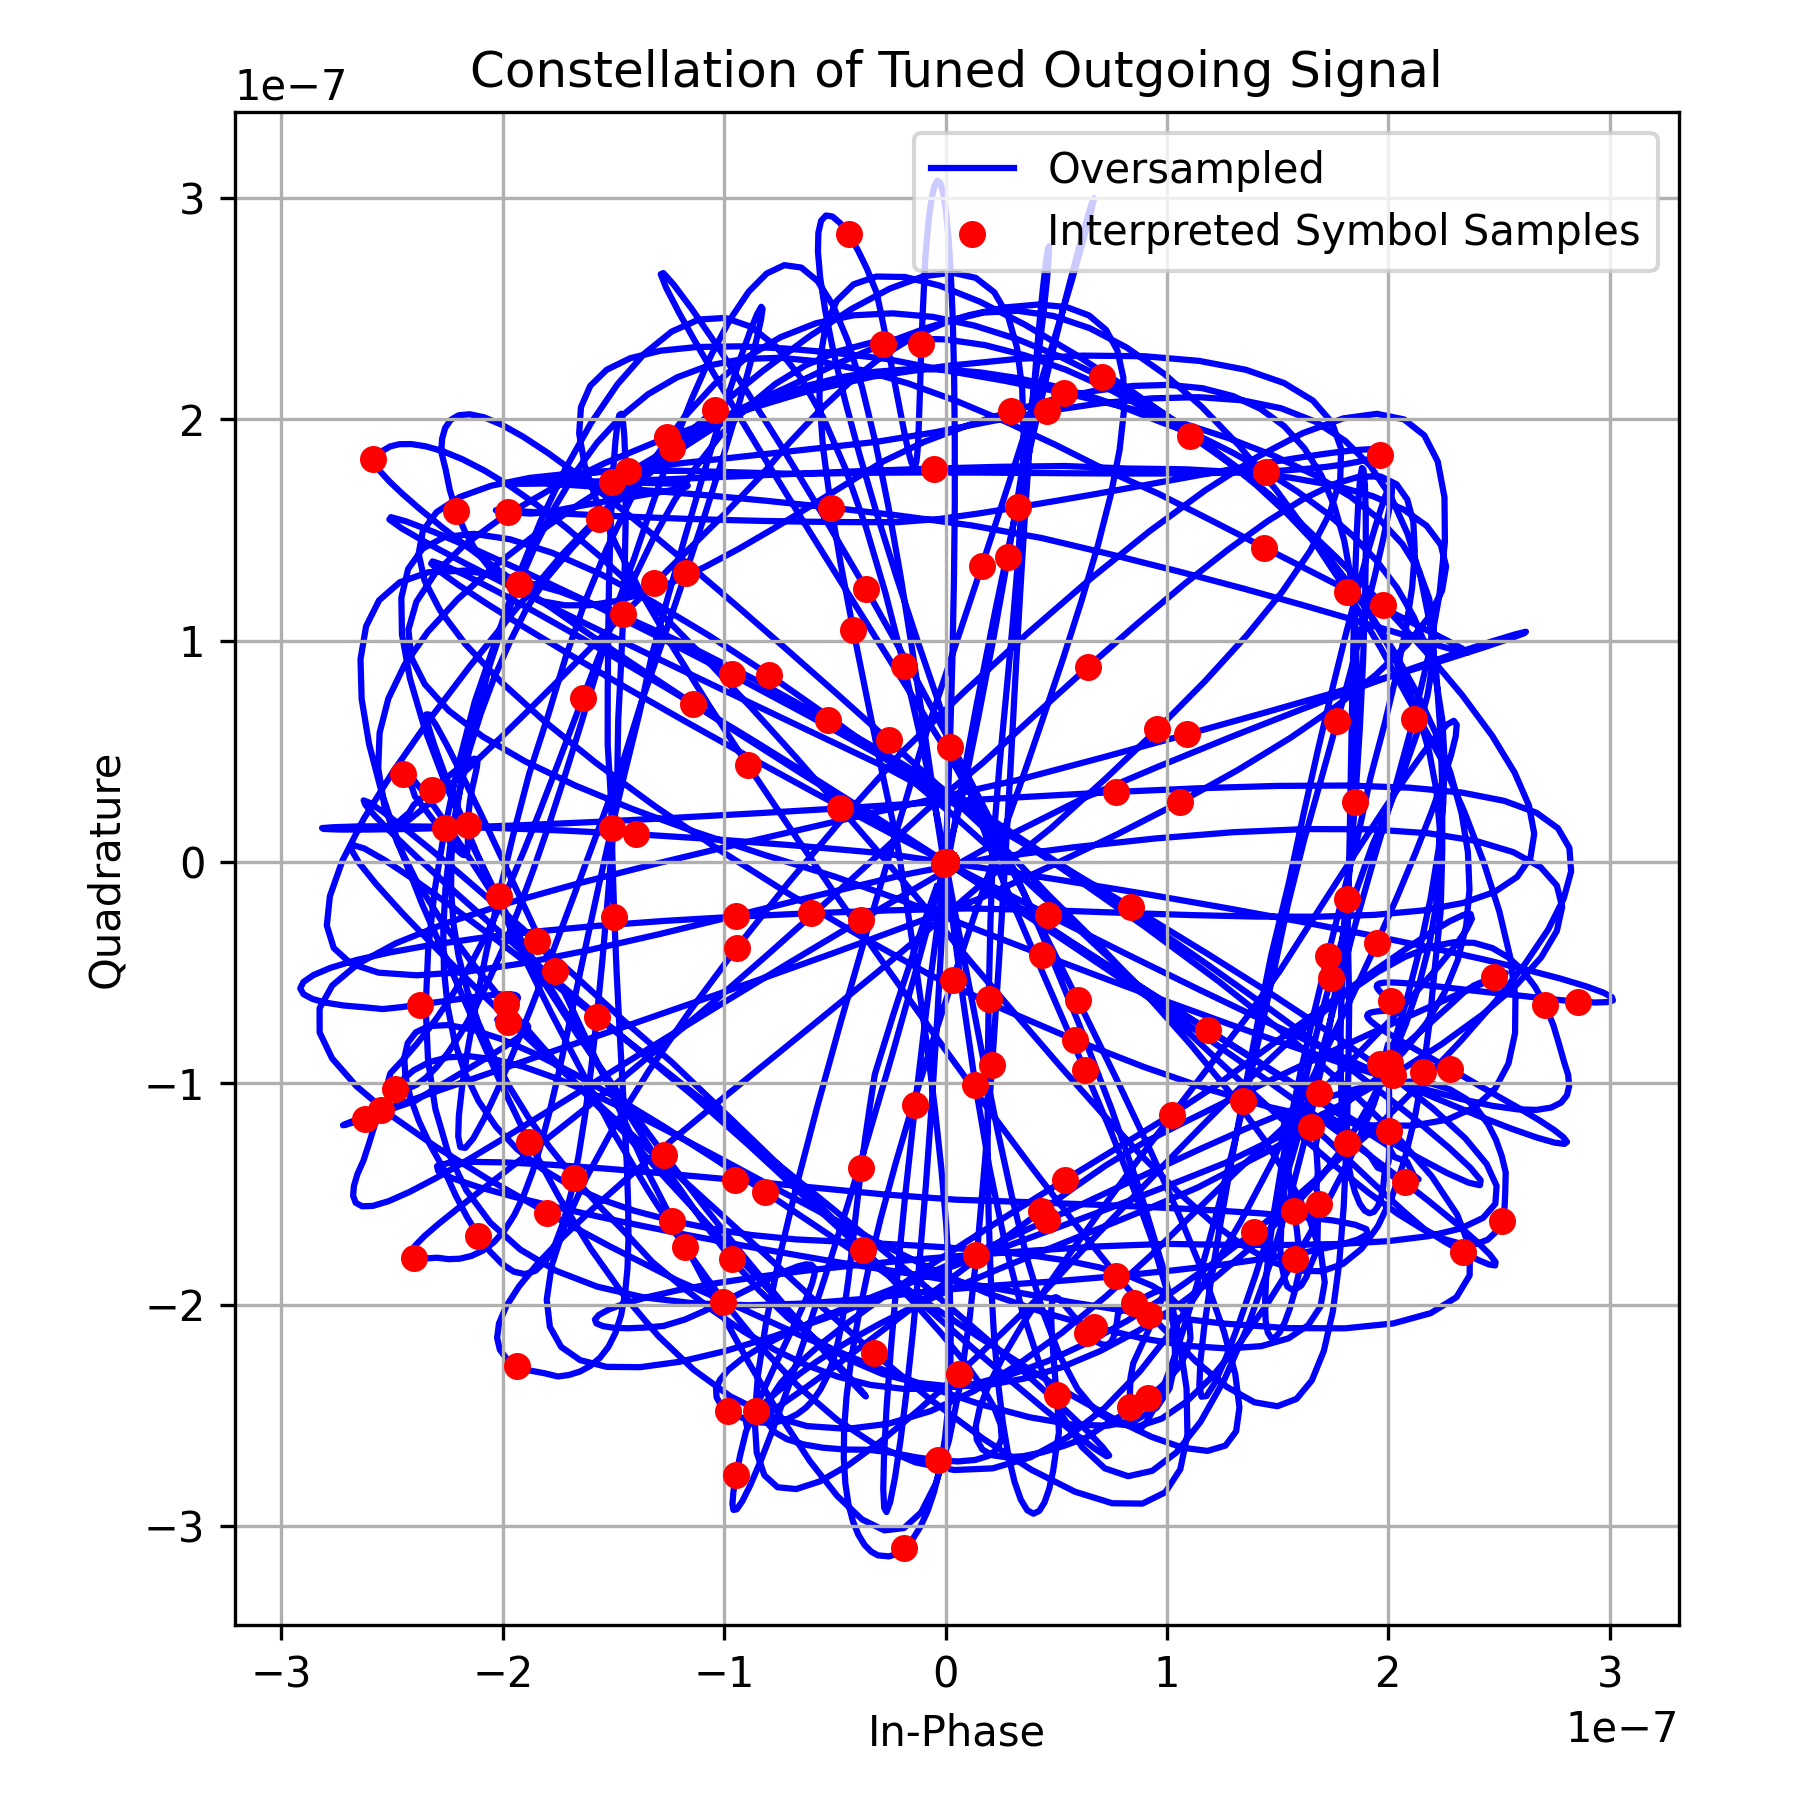 Constellation of Tuned Outgoing Signal
1e−7
Oversampled
Interpreted Symbol Samples
3
2
1
0
−1
−2
−3
Quadrature
−3 −2 −1 0 1 2 3
In-Phase
1e−7